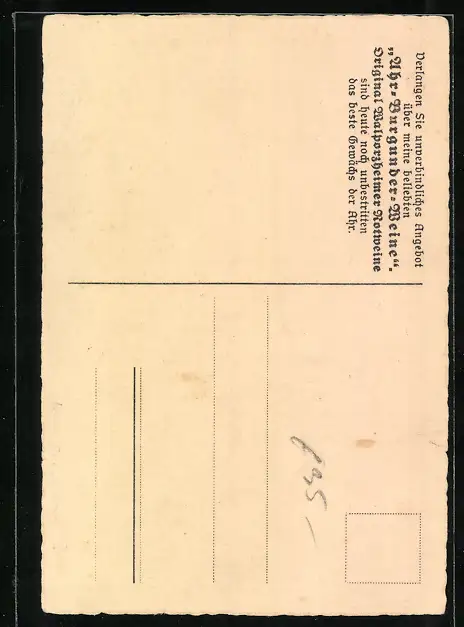 Verlangen Sie unverbindliches Angebot
über meine beliebten
„Ahr-Burgunder-Weine“.
Original Walporzheimer Rotweine
sind heute noch unbestritten
das beste Gewächs der Ahr.